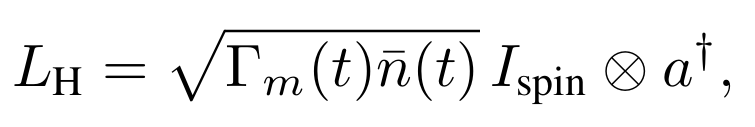 L_H = √(Γ_m(t)n̄(t)) I_spin ⊗ a†,